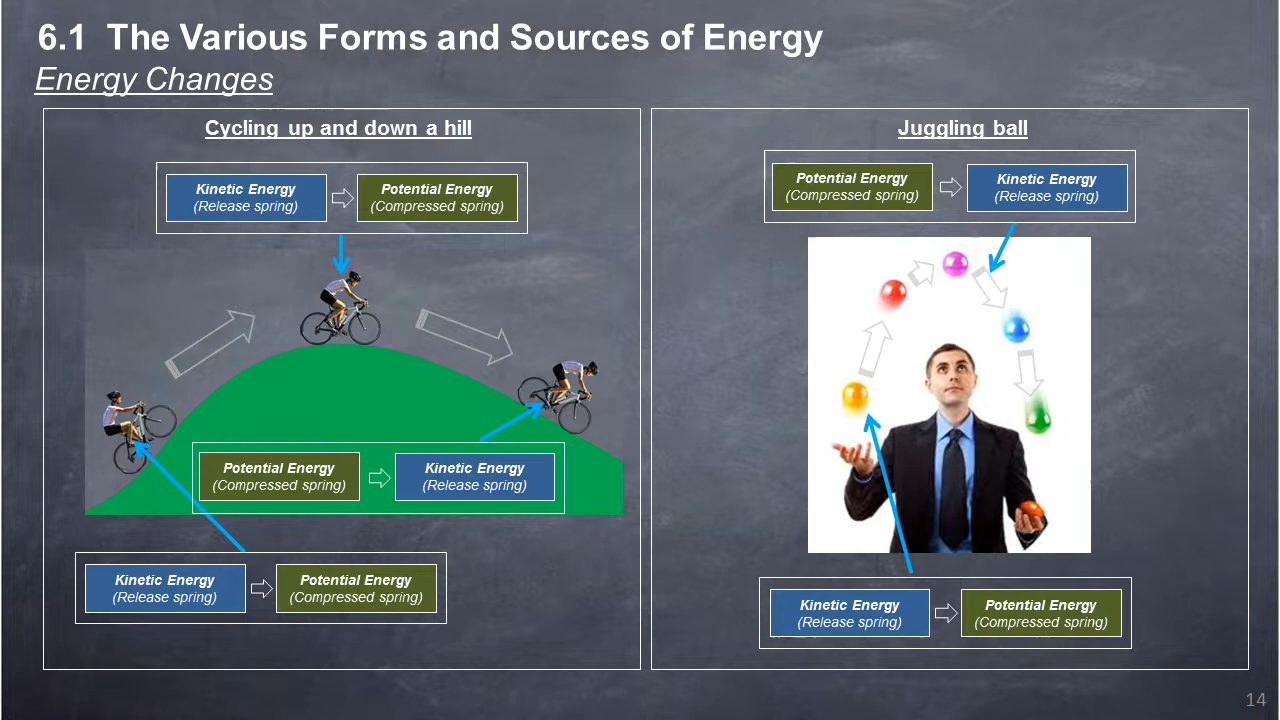 6.1 The Various Forms and Sources of Energy
Energy Changes
Cycling up and down a hill
Kinetic Energy
(Release spring)
Potential Energy
(Compressed spring)
Potential Energy
(Compressed spring)
Kinetic Energy
(Release spring)
Kinetic Energy
(Release spring)
Potential Energy
(Compressed spring)
Juggling ball
Potential Energy
(Compressed spring)
Kinetic Energy
(Release spring)
Kinetic Energy
(Release spring)
Potential Energy
(Compressed spring)
14